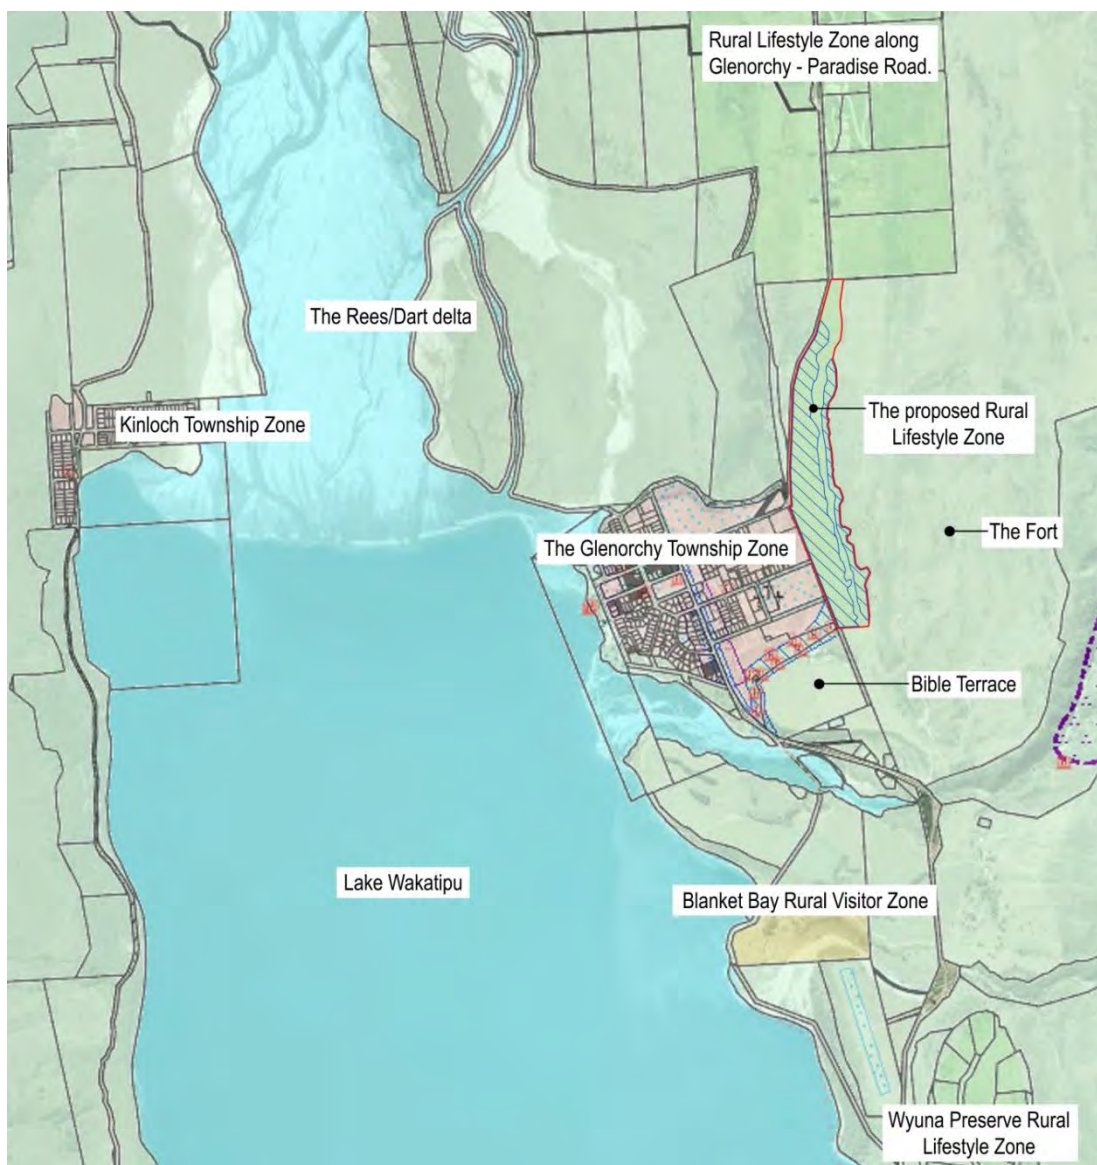 Rural Lifestyle Zone along
Glenorchy - Paradise Road.
The Rees/Dart delta
Kinloch Township Zone
The proposed Rural
Lifestyle Zone
The Fort
The Glenorchy Township Zone
Bible Terrace
Lake Wakatipu
Blanket Bay Rural Visitor Zone
Wyuna Preserve Rural
Lifestyle Zone